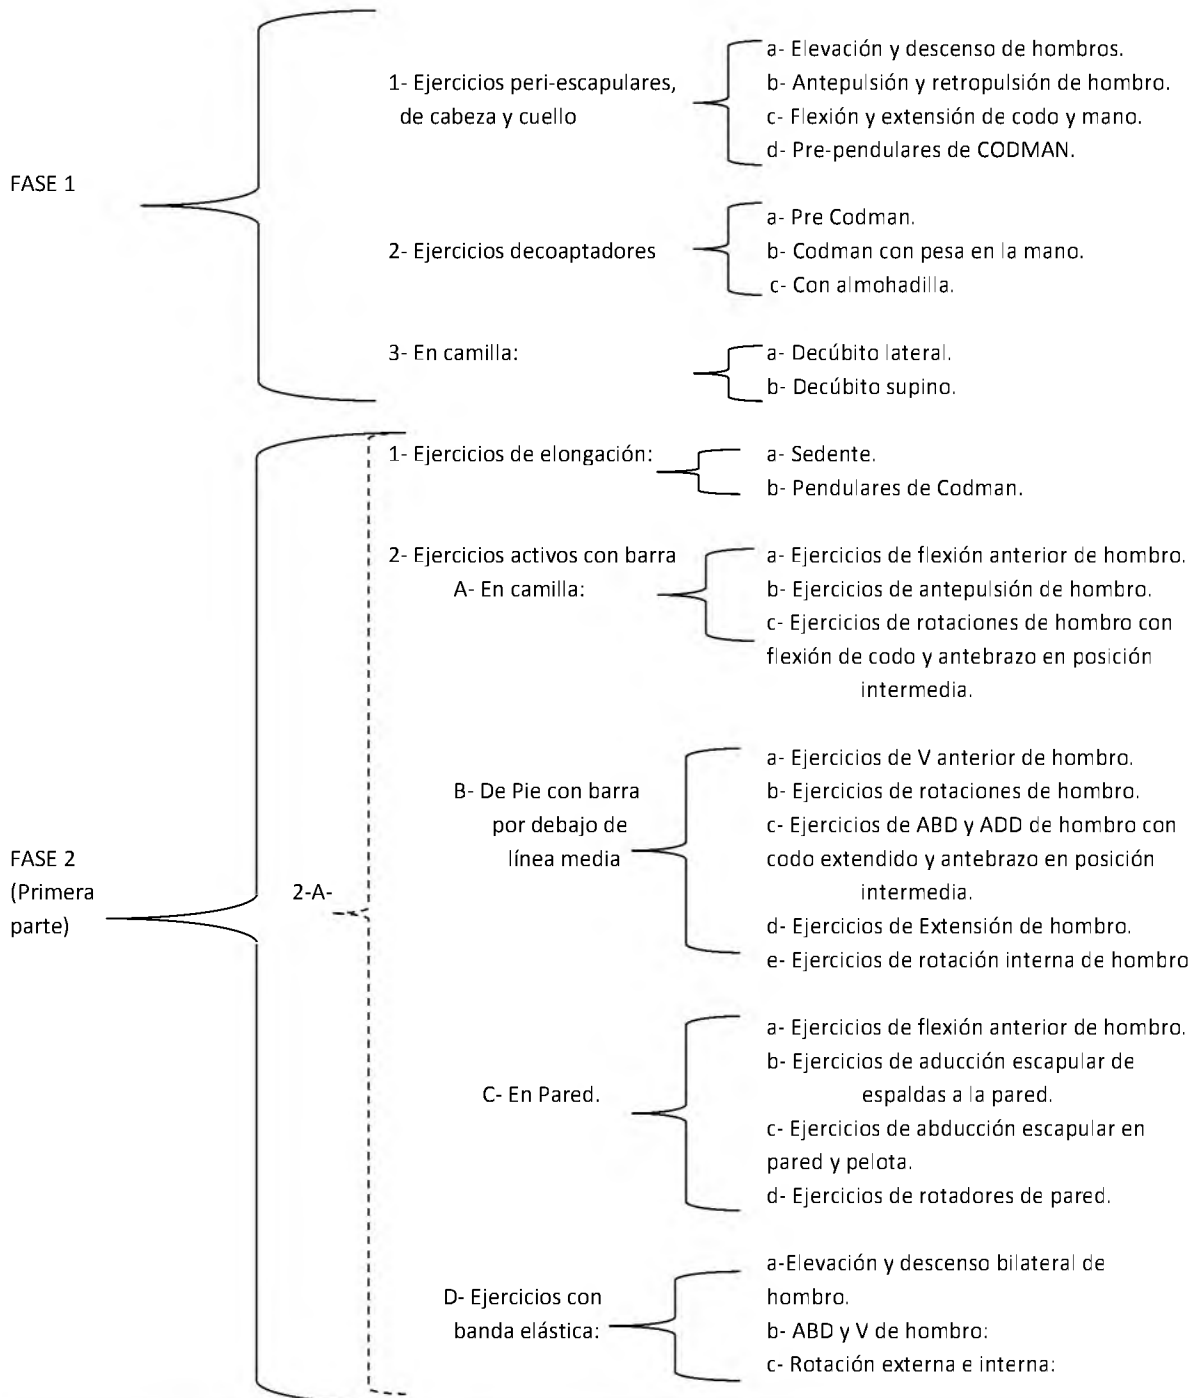 FASE 1
1- Ejercicios peri-escapulares,
de cabeza y cuello
a- Elevación y descenso de hombros.
b- Antepulsión y retropulsión de hombro.
c- Flexión y extensión de codo y mano.
d- Pre-pendulares de CODMAN.
2- Ejercicios decoaptadores
a- Pre Codman.
b- Codman con pesa en la mano.
c- Con almohadilla.
3- En camilla:
a- Decúbito lateral.
b- Decúbito supino.
FASE 2
(Primera
parte)
2-A-
1- Ejercicios de elongación:
a- Sedente.
b- Pendulares de Codman.
2- Ejercicios activos con barra
A- En camilla:
a- Ejercicios de flexión anterior de hombro.
b- Ejercicios de antepulsión de hombro.
c- Ejercicios de rotaciones de hombro con
flexión de codo y antebrazo en posición
intermedia.
B- De Pie con barra
por debajo de
línea media
a- Ejercicios de V anterior de hombro.
b- Ejercicios de rotaciones de hombro.
c- Ejercicios de ABD y ADD de hombro con
codo extendido y antebrazo en posición
intermedia.
d- Ejercicios de Extensión de hombro.
e- Ejercicios de rotación interna de hombro
C- En Pared.
a- Ejercicios de flexión anterior de hombro.
b- Ejercicios de aducción escapular de
espaldas a la pared.
c- Ejercicios de abducción escapular en
pared y pelota.
d- Ejercicios de rotadores de pared.
D- Ejercicios con
banda elástica:
a-Elevación y descenso bilateral de
hombro.
b- ABD y V de hombro:
c- Rotación externa e interna: